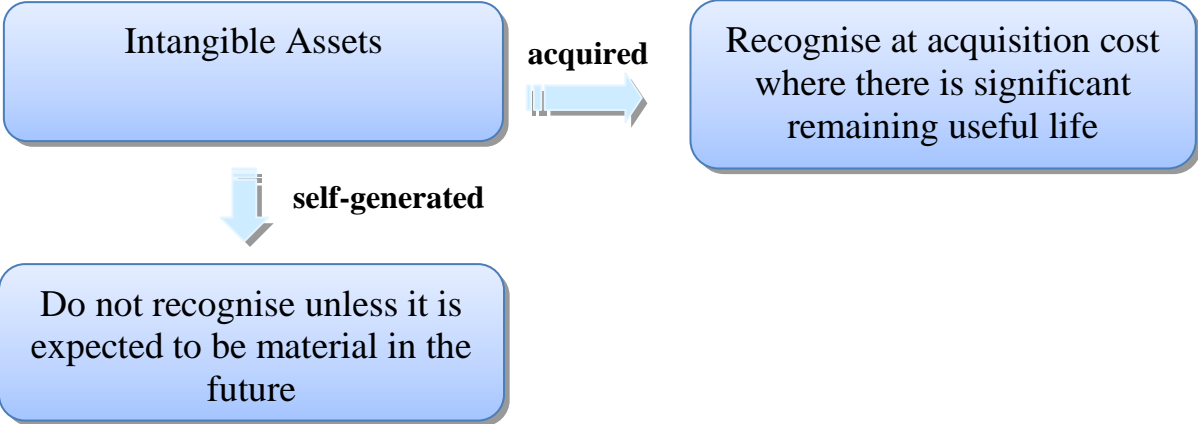 Intangible Assets
acquired
Recognise at acquisition cost
where there is significant
remaining useful life
self-generated
Do not recognise unless it is
expected to be material in the
future